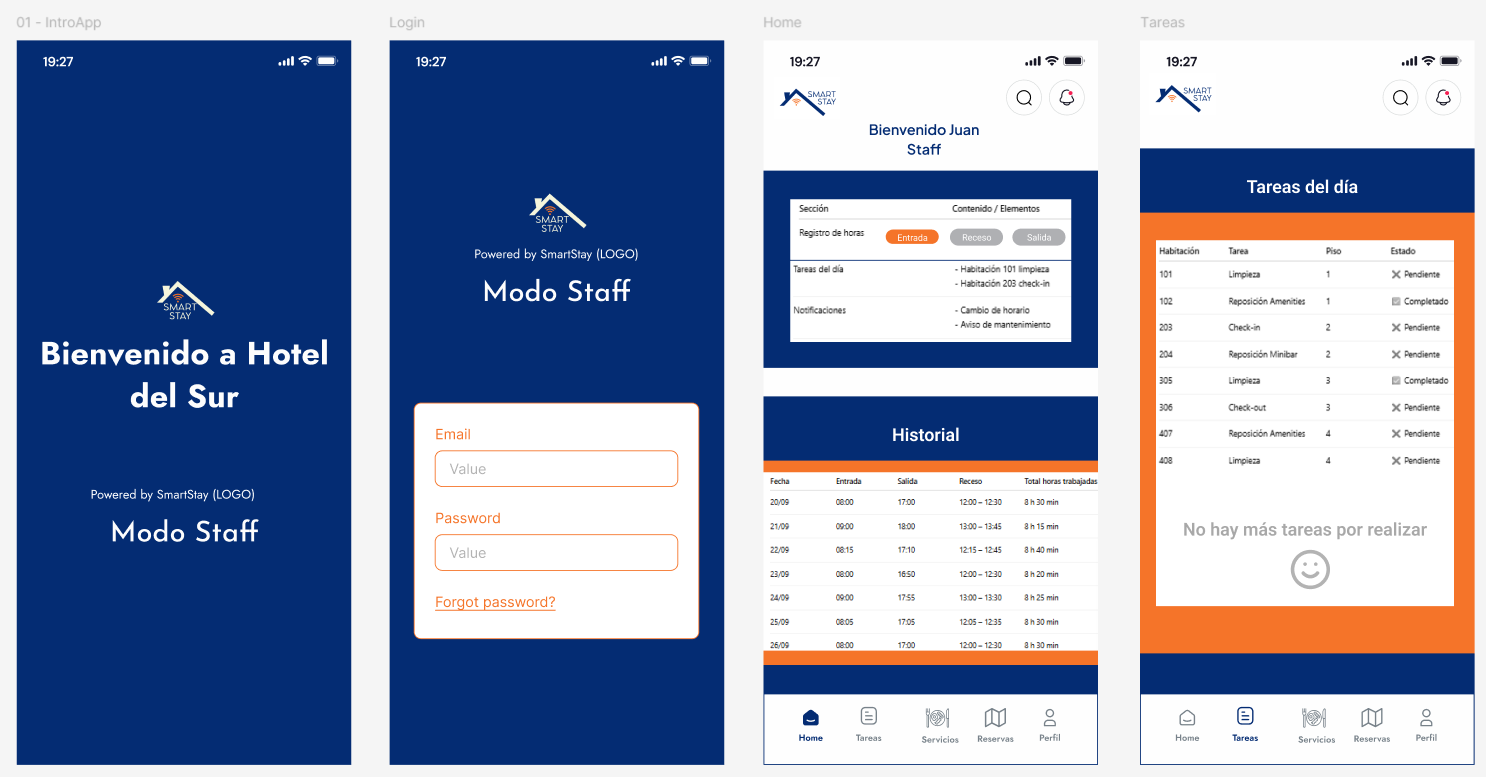 01 - IntroApp
19:27
SMART
STAY
Bienvenido a Hotel
del Sur
Powered by SmartStay (LOGO)
Modo Staff
Login
19:27
SMART
STAY
Powered by SmartStay (LOGO)
Modo Staff
Email
Value
Password
Value
Forgot password?
Home
19:27
SMART
STAY
Bienvenido Juan
Staff
Sección Contenido / Elementos
Registro de horas Entrada Receso Salida
Tareas del día - Habitación 101 limpieza
- Habitación 203 check-in
Notificaciones - Cambio de horario
- Aviso de mantenimiento
Historial
Fecha Entrada Salida Receso Total horas trabajadas
20/09 08:00 17:00 12:00 – 12:30 8 h 30 min
21/09 09:00 18:00 13:00 – 13:45 8 h 15 min
22/09 08:15 17:10 12:15 – 12:45 8 h 40 min
23/09 08:00 16:50 12:00 – 12:30 8 h 20 min
24/09 09:00 17:55 13:00 – 13:30 8 h 25 min
25/09 08:05 17:05 12:05 – 12:35 8 h 30 min
26/09 08:00 17:00 12:00 – 12:30 8 h 30 min
Home Tareas Servicios Reservas Perfil
Tareas
19:27
SMART
STAY
Tareas del día
Habitación Tarea Piso Estado
101 Limpieza 1 Pendiente
102 Reposición Amenities 1 Completado
203 Check-in 2 Pendiente
204 Reposición Minibar 2 Pendiente
305 Limpieza 3 Completado
306 Check-out 3 Pendiente
407 Reposición Amenities 4 Pendiente
408 Limpieza 4 Pendiente
No hay más tareas por realizar
Home Tareas Servicios Reservas Perfil